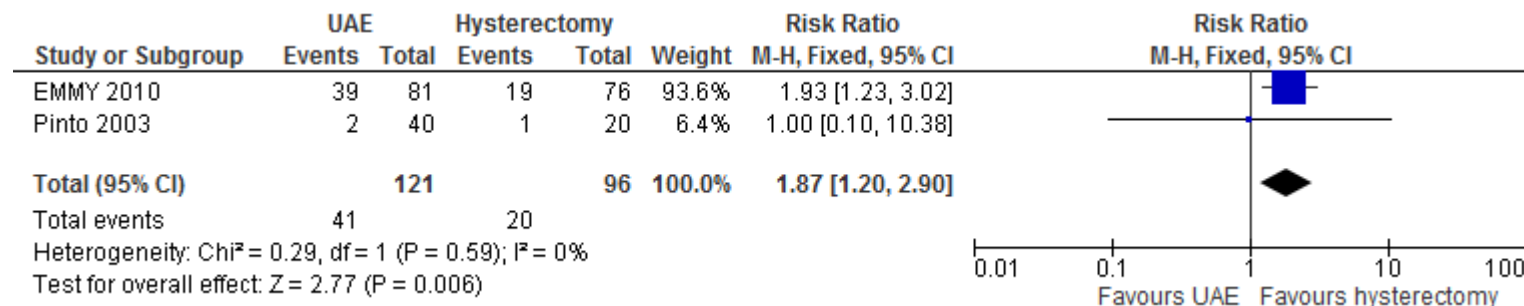 UAE Hysterectomy Risk Ratio Risk Ratio
Study or Subgroup Events Total Events Total Weight M-H, Fixed, 95% CI M-H, Fixed, 95% CI
EMMY 2010 39 81 19 76 93.6% 1.93 [1.23, 3.02]
Pinto 2003 2 40 1 20 6.4% 1.00 [0.10, 10.38]
Total (95% CI) 121 96 100.0% 1.87 [1.20, 2.90]
Total events 41 20
Heterogeneity: Chi² = 0.29, df = 1 (P = 0.59); I² = 0%
Test for overall effect: Z = 2.77 (P = 0.006)
0.01 0.1 1 10 100
Favours UAE Favours hysterectomy